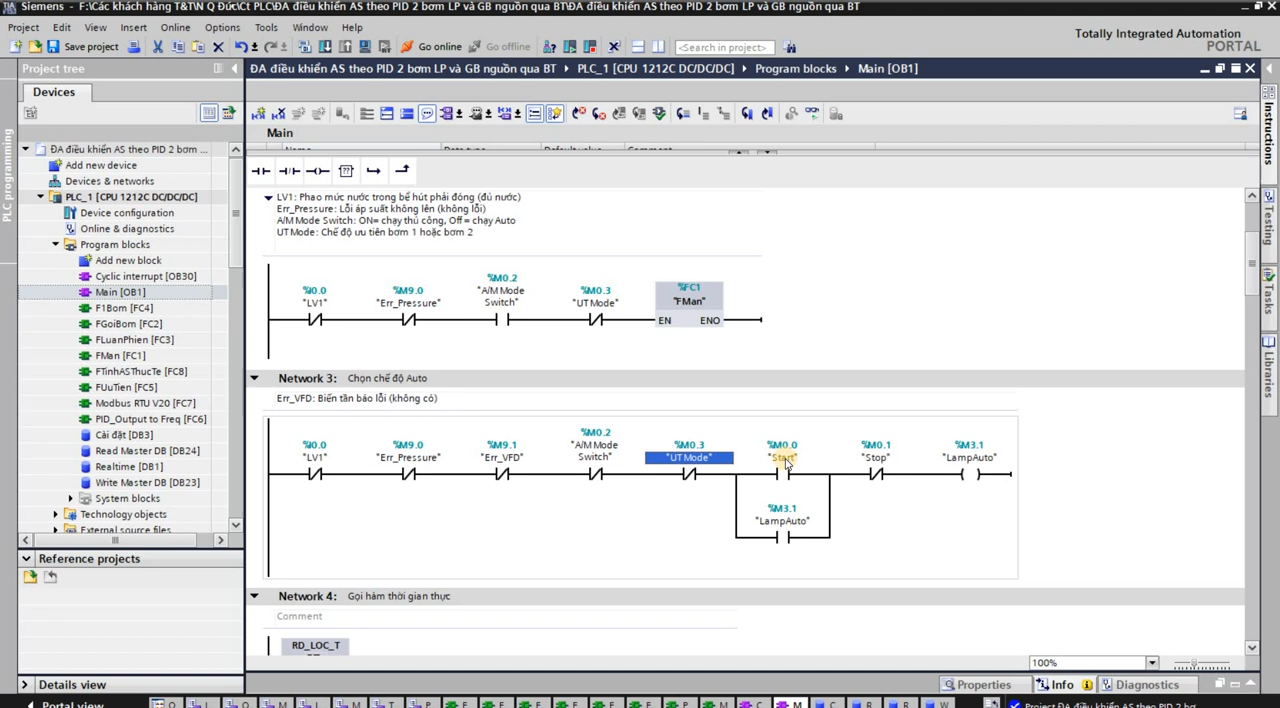 Siemens - F:\Các khách hàng T&T\N Q Đức\Ct PLC\ĐA điều khiển AS theo PID 2 bơm LP và GB nguồn qua BT\ĐA điều khiển AS theo PID 2 bơm LP và GB nguồn qua BT
Project Edit View Insert Online Options Tools Window Help
Totally Integrated Automation
PORTAL
Save project Go online Go offline <Search in project>
Project tree
ĐA điều khiển AS theo PID 2 bơm LP và GB nguồn qua BT PLC_1 [CPU 1212C DC/DC/DC] Program blocks Main [OB1]
Devices
Main
Name Data type Default value Comment
ĐA điều khiển AS theo PID 2 bơm ...
Add new device
Devices & networks
PLC_1 [CPU 1212C DC/DC/DC]
Device configuration
Online & diagnostics
Program blocks
Add new block
Cyclic interrupt [OB30]
Main [OB1]
F1Bom [FC4]
FGoiBom [FC2]
FLuanPhien [FC3]
FMan [FC1]
FTinhASThucTe [FC8]
FUuTien [FC5]
Modbus RTU V20 [FC7]
PID_Output to Freq [FC6]
Cài đặt [DB3]
Read Master DB [DB24]
Realtime [DB1]
Write Master DB [DB23]
System blocks
Technology objects
External source files
Reference projects
Details view
Portal view
PLC programming
LV1: Phao mức nước trong bể hút phải đóng (đủ nước)
Err_Pressure: Lỗi áp suất không lên (không lỗi)
A/M Mode Switch: ON= chạy thủ công, Off = chạy Auto
UT Mode: Chế độ ưu tiên bơm 1 hoặc bơm 2
%I0.0 %M9.0 %M0.2 %M0.3 %FC1
"LV1" "Err_Pressure" "A/M Mode Switch" "UT Mode" "FMan"
EN ENO
Network 3: Chọn chế độ Auto
Err_VFD: Biến tần báo lỗi (không có)
%I0.0 %M9.0 %M9.1 %M0.2 %M0.3 %M0.0 %M0.1 %M3.1
"LV1" "Err_Pressure" "Err_VFD" "A/M Mode Switch" "UT Mode" "Start" "Stop" "LampAuto"
%M3.1
"LampAuto"
Network 4: Gọi hàm thời gian thực
Comment
RD_LOC_T
100%
Properties Info Diagnostics
Instructions
Testing
Tasks
Libraries